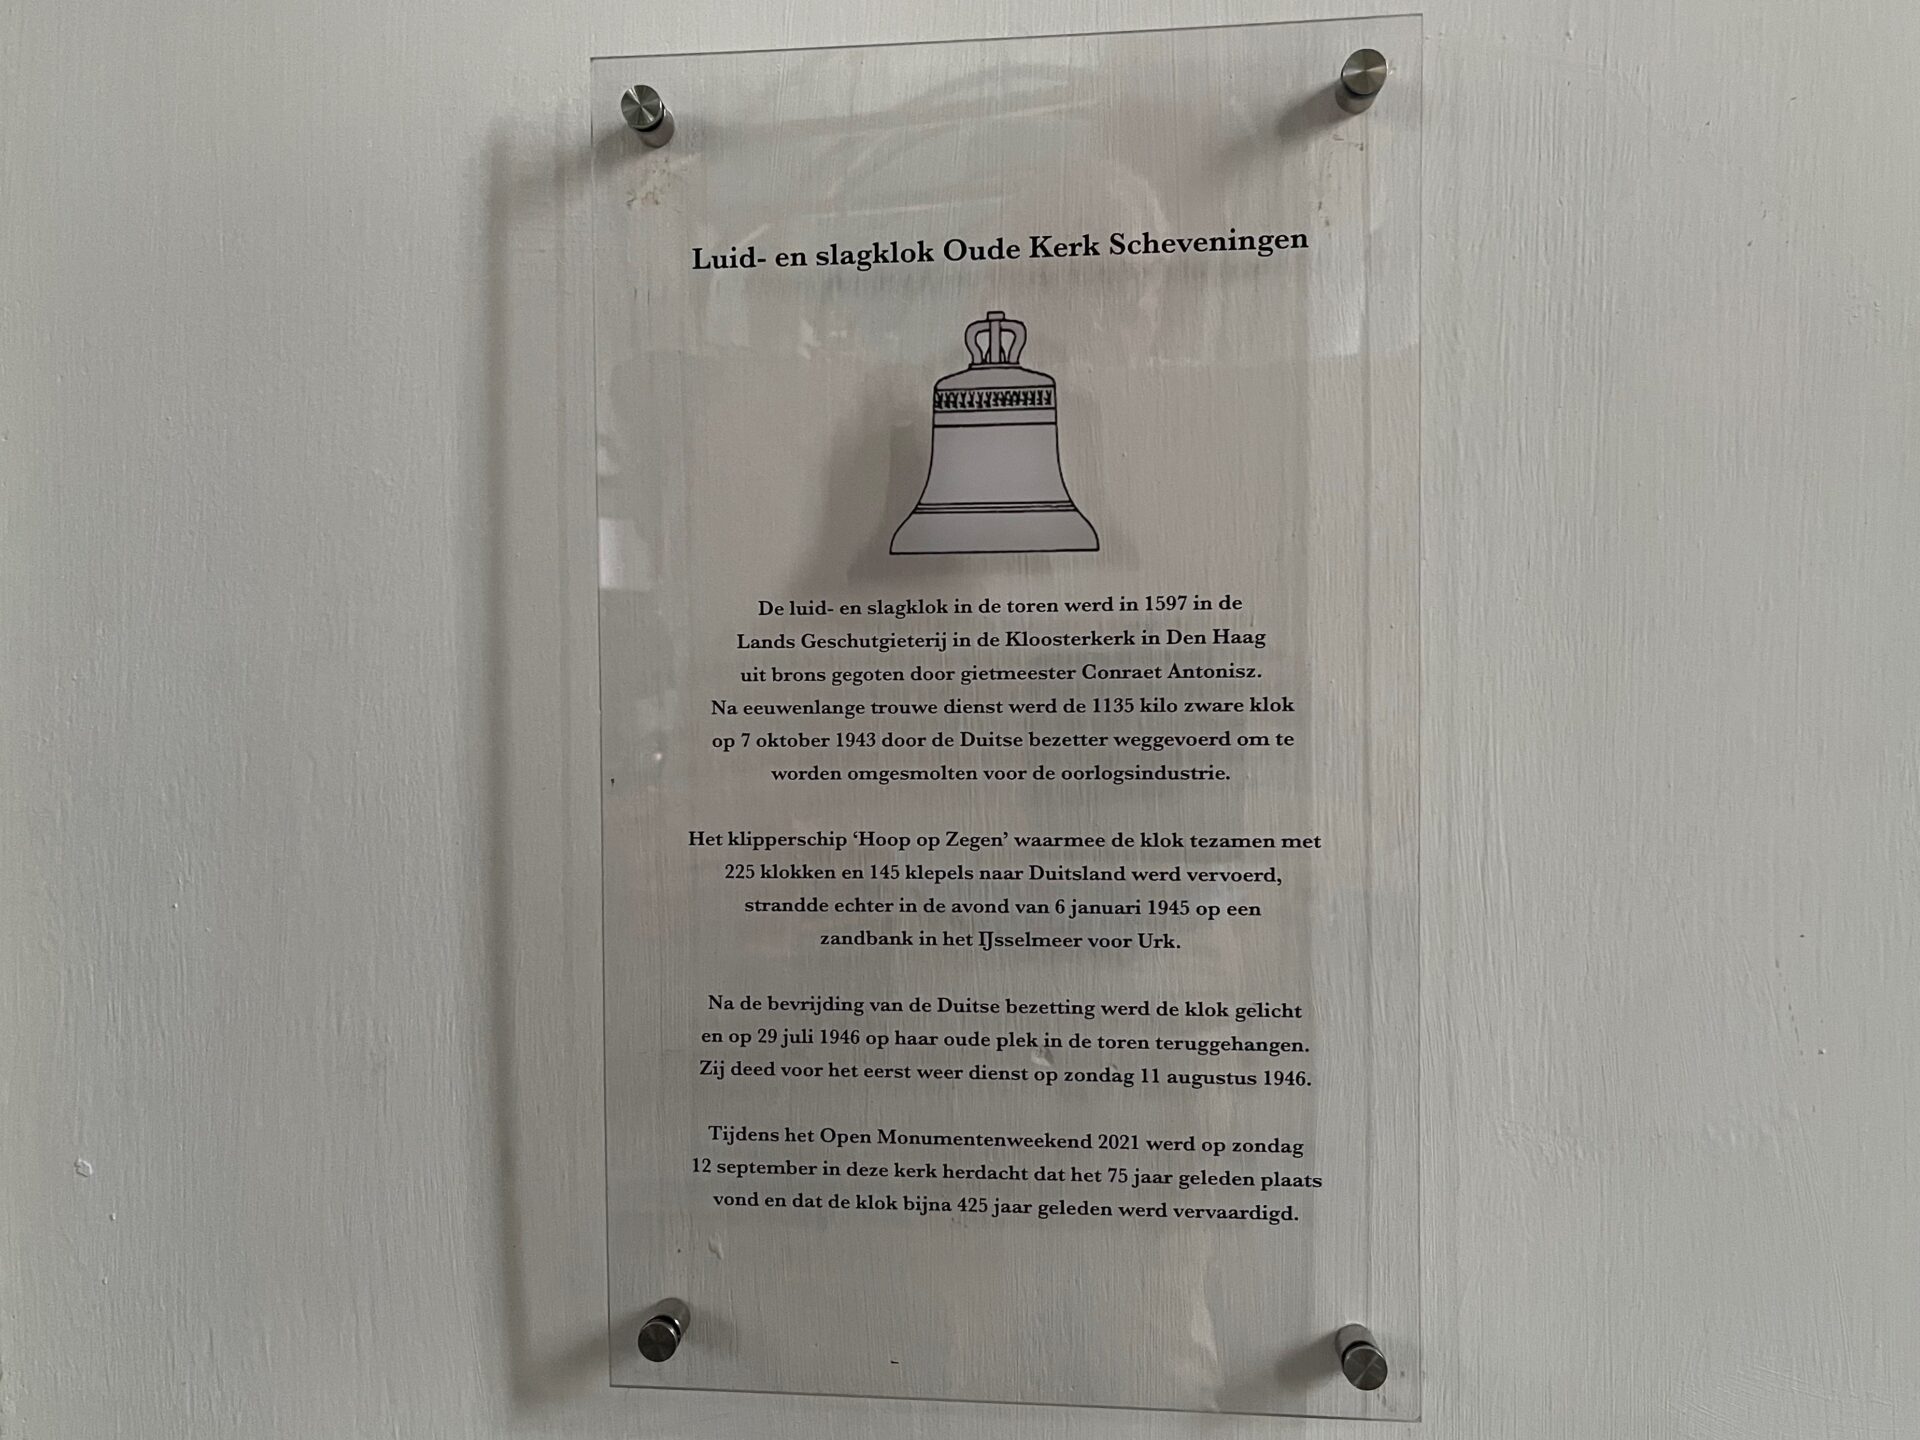 Luid- en slagklok Oude Kerk Scheveningen
De luid- en slagklok in de toren werd in 1597 in de
Lands Geschutgieterij in de Kloosterkerk in Den Haag
uit brons gegoten door gietmeester Conraet Antonisz.
Na eeuwenlange trouwe dienst werd de 1135 kilo zware klok
op 7 oktober 1943 door de Duitse bezetter weggevoerd om te
worden omgesmolten voor de oorlogsindustrie.
Het klipperschip ‘Hoop op Zegen’ waarmee de klok tezamen met
225 klokken en 145 klepels naar Duitsland werd vervoerd,
strandde echter in de avond van 6 januari 1945 op een
zandbank in het IJsselmeer voor Urk.
Na de bevrijding van de Duitse bezetting werd de klok gelicht
en op 29 juli 1946 op haar oude plek in de toren teruggehangen.
Zij deed voor het eerst weer dienst op zondag 11 augustus 1946.
Tijdens het Open Monumentenweekend 2021 werd op zondag
12 september in deze kerk herdacht dat het 75 jaar geleden plaats
vond en dat de klok bijna 425 jaar geleden werd vervaardigd.